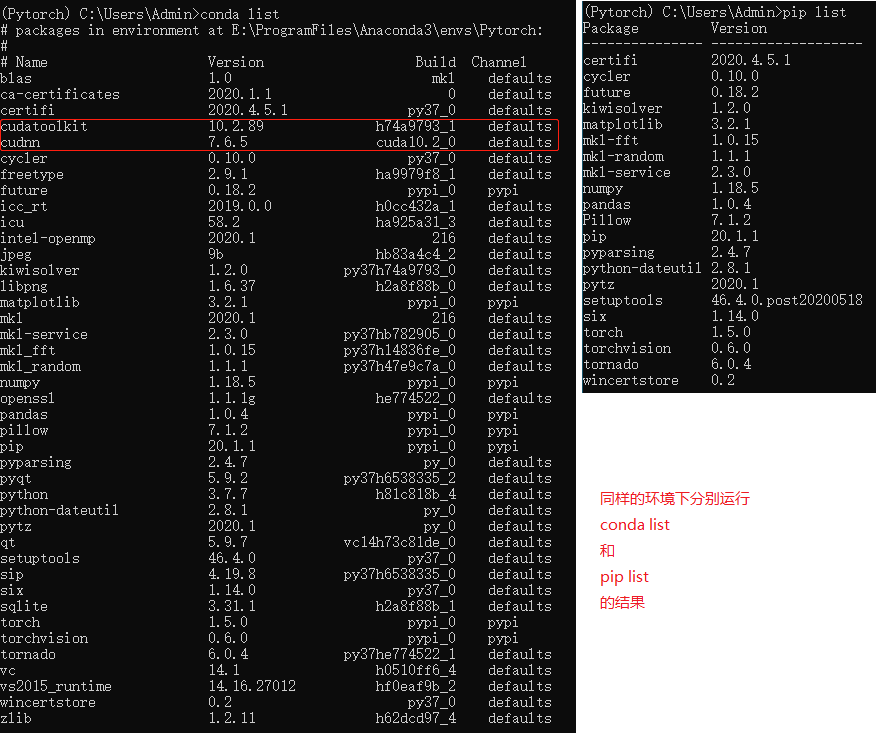 (Pytorch) C:\Users\Admin>conda list
# packages in environment at E:\ProgramFiles\Anaconda3\envs\Pytorch:
#
# Name Version Build Channel
blas 1.0 mkl defaults
ca-certificates 2020.1.1 0 defaults
certifi 2020.4.5.1 py37_0 defaults
cudatoolkit 10.2.89 h74a9793_1 defaults
cudnn 7.6.5 cuda10.2_0 defaults
cycler 0.10.0 py37_0 defaults
freetype 2.9.1 ha9979f8_1 defaults
future 0.18.2 pypi_0 pypi
icc_rt 2019.0.0 h0cc432a_1 defaults
icu 58.2 ha925a31_3 defaults
intel-openmp 2020.1 216 defaults
jpeg 9b hb83a4c4_2 defaults
kiwisolver 1.2.0 py37h74a9793_0 defaults
libpng 1.6.37 h2a8f88b_0 defaults
matplotlib 3.2.1 pypi_0 pypi
mkl 2020.1 216 defaults
mkl-service 2.3.0 py37hb782905_0 defaults
mkl_fft 1.0.15 py37h14836fe_0 defaults
mkl_random 1.1.1 py37h47e9c7a_0 defaults
numpy 1.18.5 pypi_0 pypi
openssl 1.1.1g he774522_0 defaults
pandas 1.0.4 pypi_0 pypi
pillow 7.1.2 pypi_0 pypi
pip 20.1.1 pypi_0 pypi
pyparsing 2.4.7 py_0 defaults
pyqt 5.9.2 py37h6538335_2 defaults
python 3.7.7 h81c818b_4 defaults
python-dateutil 2.8.1 py_0 defaults
pytz 2020.1 py_0 defaults
qt 5.9.7 vc14h73c81de_0 defaults
setuptools 46.4.0 py37_0 defaults
sip 4.19.8 py37h6538335_0 defaults
six 1.14.0 py37_0 defaults
sqlite 3.31.1 h2a8f88b_1 defaults
torch 1.5.0 pypi_0 pypi
torchvision 0.6.0 pypi_0 pypi
tornado 6.0.4 py37he774522_1 defaults
vc 14.1 h0510ff6_4 defaults
vs2015_runtime 14.16.27012 hf0eaf9b_2 defaults
wincertstore 0.2 py37_0 defaults
zlib 1.2.11 h62dcd97_4 defaults
(Pytorch) C:\Users\Admin>pip list
Package Version
--------------- -------------------
certifi 2020.4.5.1
cycler 0.10.0
future 0.18.2
kiwisolver 1.2.0
matplotlib 3.2.1
mkl-fft 1.0.15
mkl-random 1.1.1
mkl-service 2.3.0
numpy 1.18.5
pandas 1.0.4
Pillow 7.1.2
pip 20.1.1
pyparsing 2.4.7
python-dateutil 2.8.1
pytz 2020.1
setuptools 46.4.0.post20200518
six 1.14.0
torch 1.5.0
torchvision 0.6.0
tornado 6.0.4
wincertstore 0.2
同样的环境下分别运行
conda list
和
pip list
的结果